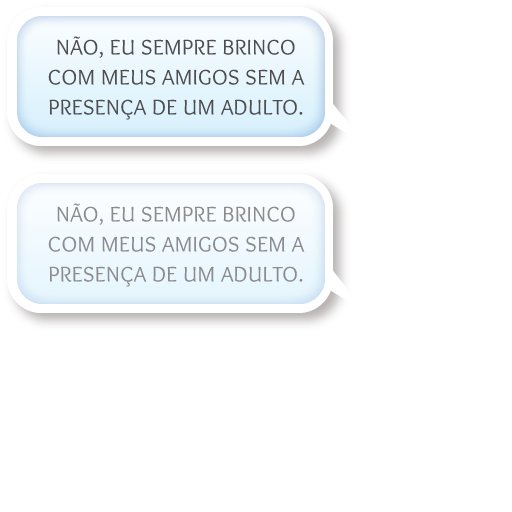 NÃO, EU SEMPRE BRINCO
COM MEUS AMIGOS SEM A
PRESENÇA DE UM ADULTO.
NÃO, EU SEMPRE BRINCO
COM MEUS AMIGOS SEM A
PRESENÇA DE UM ADULTO.